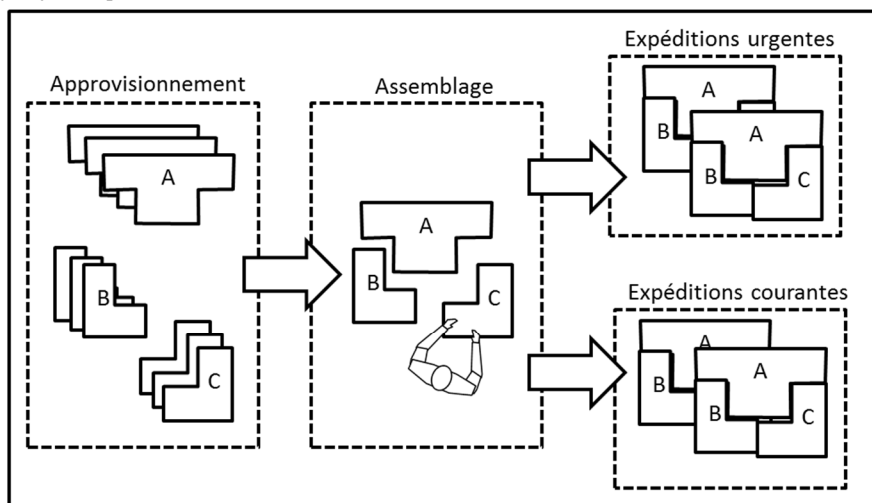 Expéditions urgentes
Approvisionnement
Assemblage
A
B
A
B
C
A
B
C
A
B
C
Expéditions courantes
A
B
A
B
C